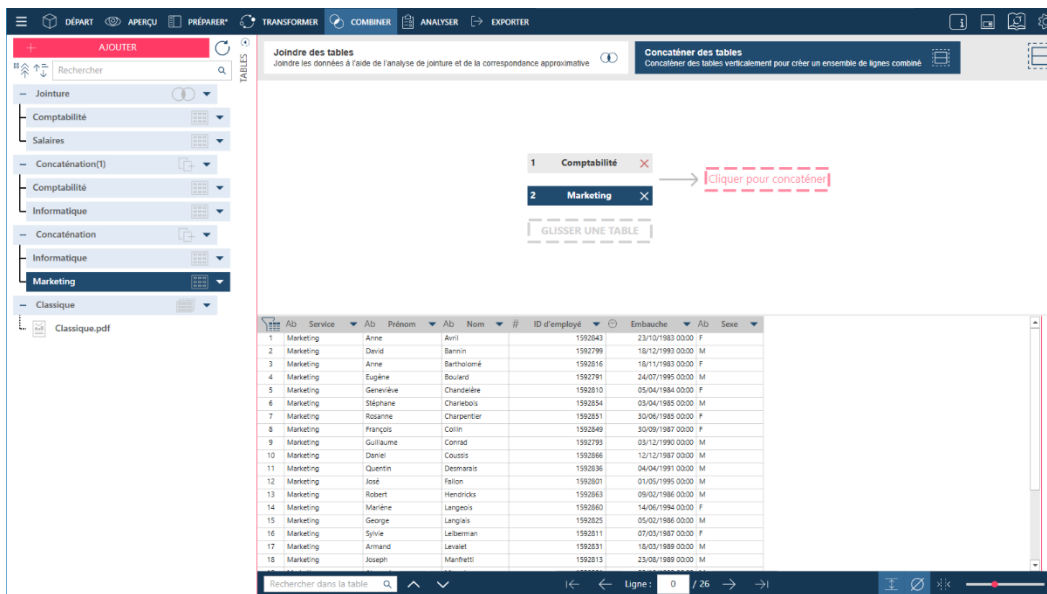 DÉPART APERÇU PRÉPARER* TRANSFORMER COMBINER ANALYSER EXPORTER
AJOUTER
Rechercher
TABLES
Jointure
Comptabilité
Salaires
Concaténation(1)
Comptabilité
Informatique
Concaténation
Informatique
Marketing
Classique
Classique.pdf
Joindre des tables
Joindre les données à l'aide de l'analyse de jointure et de la correspondance approximative
Concaténer des tables
Concaténer des tables verticalement pour créer un ensemble de lignes combiné
1 Comptabilité
2 Marketing
GLISSER UNE TABLE
Cliquer pour concaténer
Ab Service Ab Prénom Ab Nom # ID d'employé Embauche Ab Sexe
1 Marketing Anne Avril 1592843 23/10/1983 00:00 F
2 Marketing David Bannin 1592799 18/12/1993 00:00 M
3 Marketing Anne Bartholomé 1592816 18/11/1983 00:00 F
4 Marketing Eugène Boulard 1592791 24/07/1995 00:00 M
5 Marketing Geneviève Chandelère 1592810 05/04/1984 00:00 F
6 Marketing Stéphane Charlebois 1592854 03/04/1985 00:00 M
7 Marketing Rosanne Charpentier 1592851 30/06/1985 00:00 F
8 Marketing François Collin 1592849 30/09/1987 00:00 F
9 Marketing Guillaume Conrad 1592793 03/12/1990 00:00 M
10 Marketing Daniel Coussis 1592866 12/12/1987 00:00 M
11 Marketing Quentin Desmarais 1592836 04/04/1991 00:00 M
12 Marketing José Fallon 1592801 01/05/1995 00:00 M
13 Marketing Robert Hendricks 1592863 09/02/1986 00:00 M
14 Marketing Marlène Langeois 1592860 14/06/1994 00:00 F
15 Marketing George Langlais 1592825 05/02/1986 00:00 M
16 Marketing Sylvie Leiberman 1592811 07/03/1987 00:00 F
17 Marketing Armand Levalet 1592831 18/03/1989 00:00 M
18 Marketing Joseph Manfretti 1592813 23/08/1989 00:00 M
Rechercher dans la table Ligne : 0 / 26